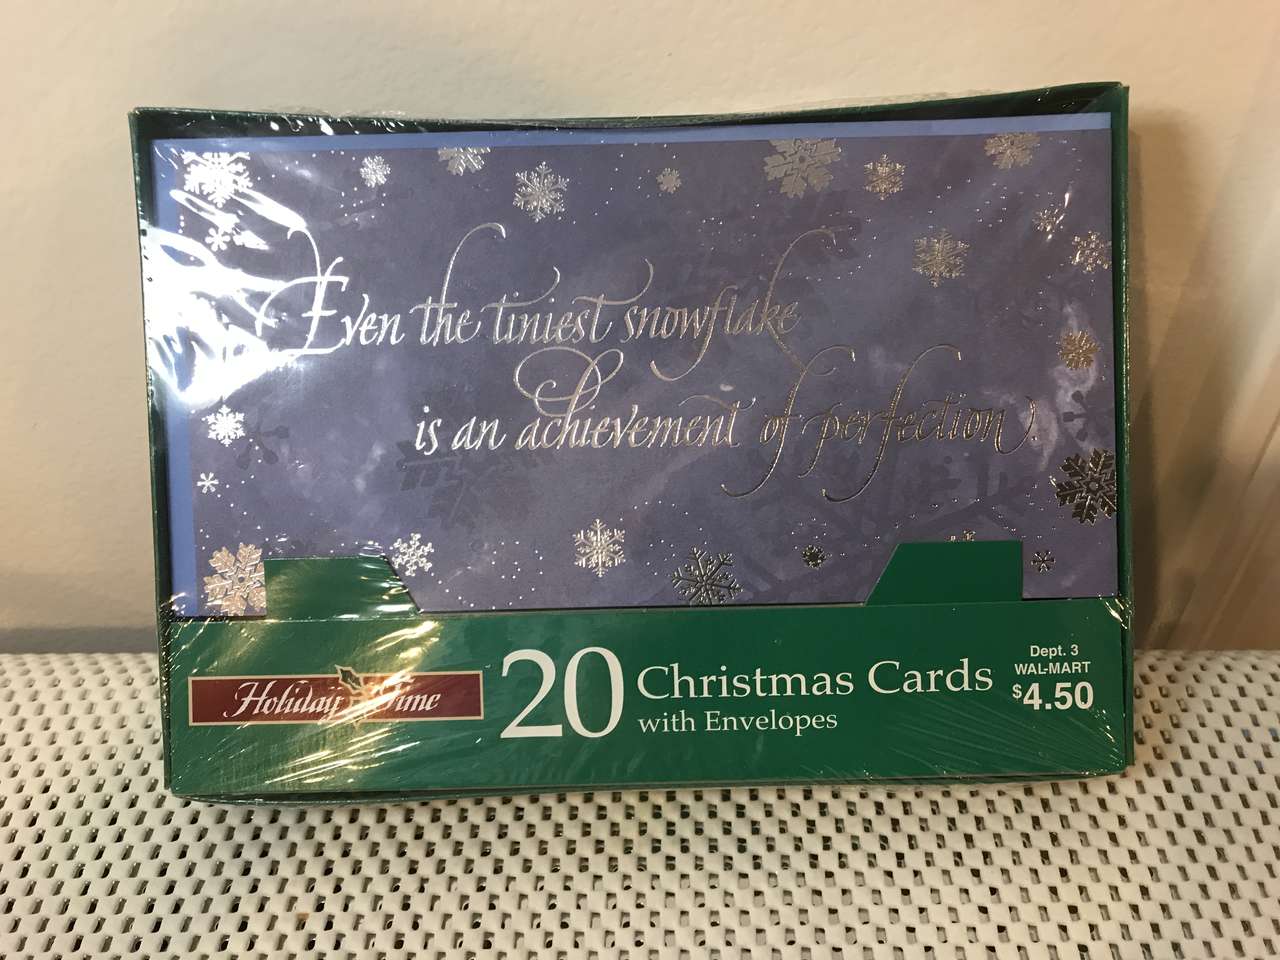 Even the tiniest snowflake
is an achievement of perfection.
Holiday Time
20 Christmas Cards
with Envelopes
Dept. 3
WAL-MART
$4.50